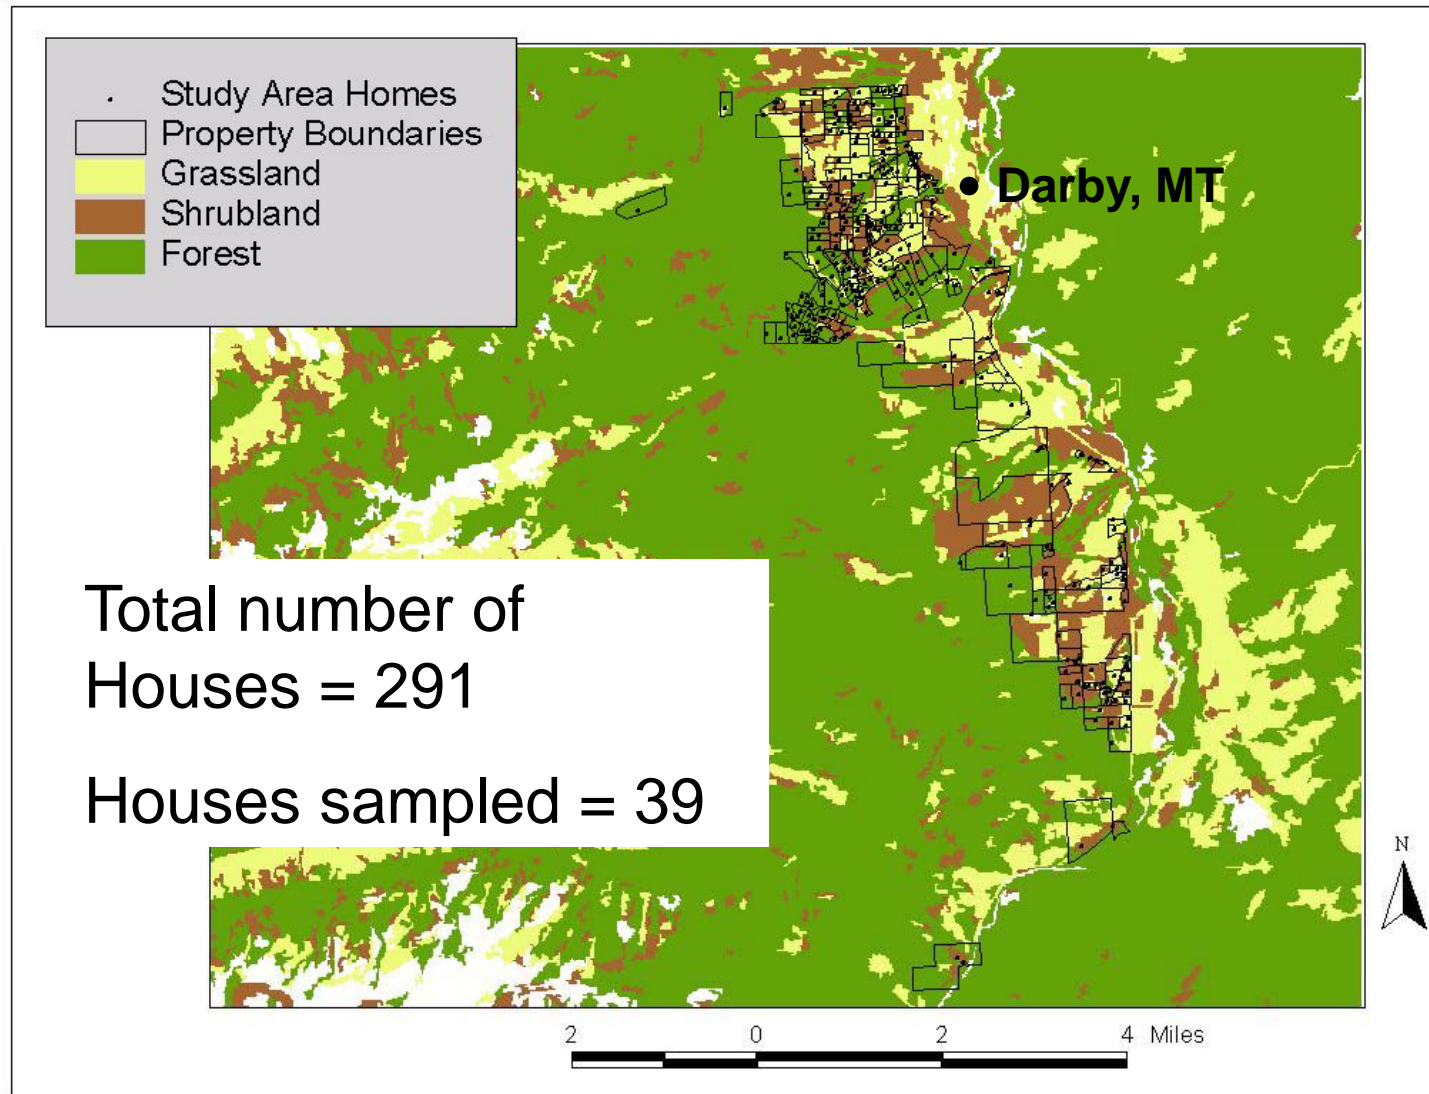 Study Area Homes
Property Boundaries
Grassland
Shrubland
Forest
Darby, MT
Total number of
Houses = 291
Houses sampled = 39
N
2 0 2 4 Miles